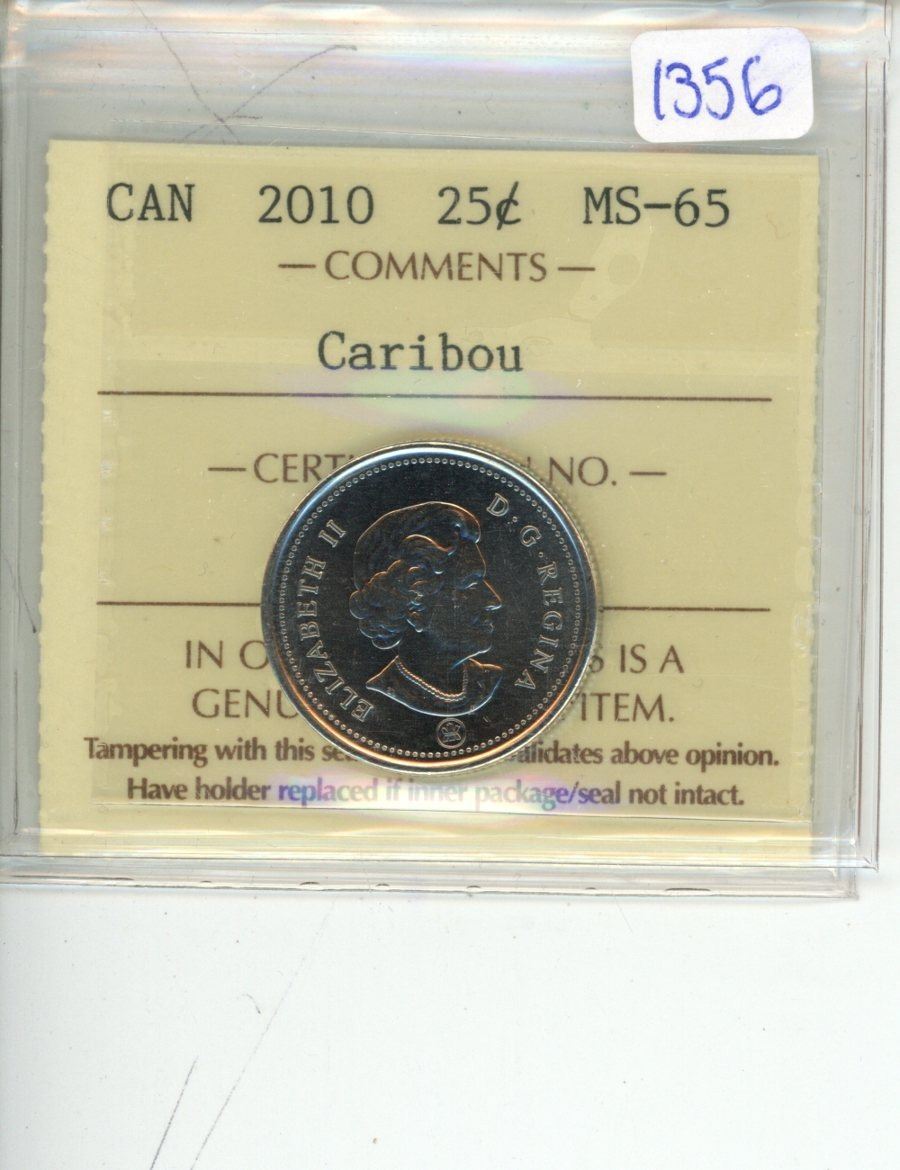 1356
CAN 2010 25¢ MS-65
— COMMENTS —
Caribou
— CERT NO. —
IN O S IS A
GENU ITEM.
Tampering with this se alidates above opinion.
Have holder replaced if inner package/seal not intact.
ELIZABETH II D·G·REGINA